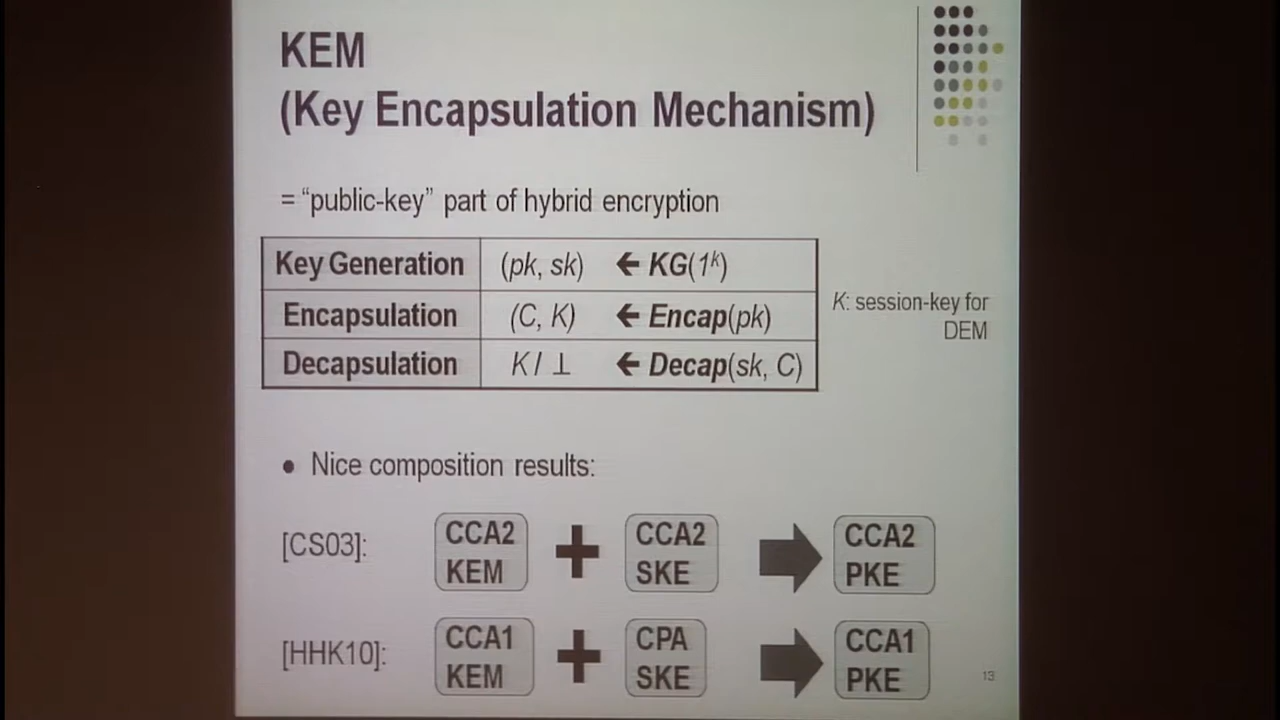 KEM
(Key Encapsulation Mechanism)
= “public-key” part of hybrid encryption
Key Generation (pk, sk) ← KG(1^k)
Encapsulation (C, K) ← Encap(pk)
Decapsulation K / ⊥ ← Decap(sk, C)
K: session-key for
DEM
• Nice composition results:
[CS03]: CCA2 KEM + CCA2 SKE → CCA2 PKE
[HHK10]: CCA1 KEM + CPA SKE → CCA1 PKE
13